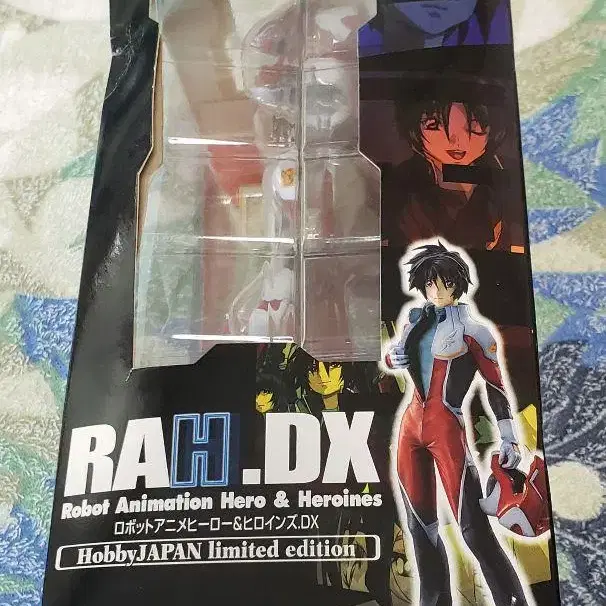 RAH.DX
Robot Animation Hero & Heroines
ロボットアニメヒーロー&ヒロインズ.DX
HobbyJAPAN limited edition